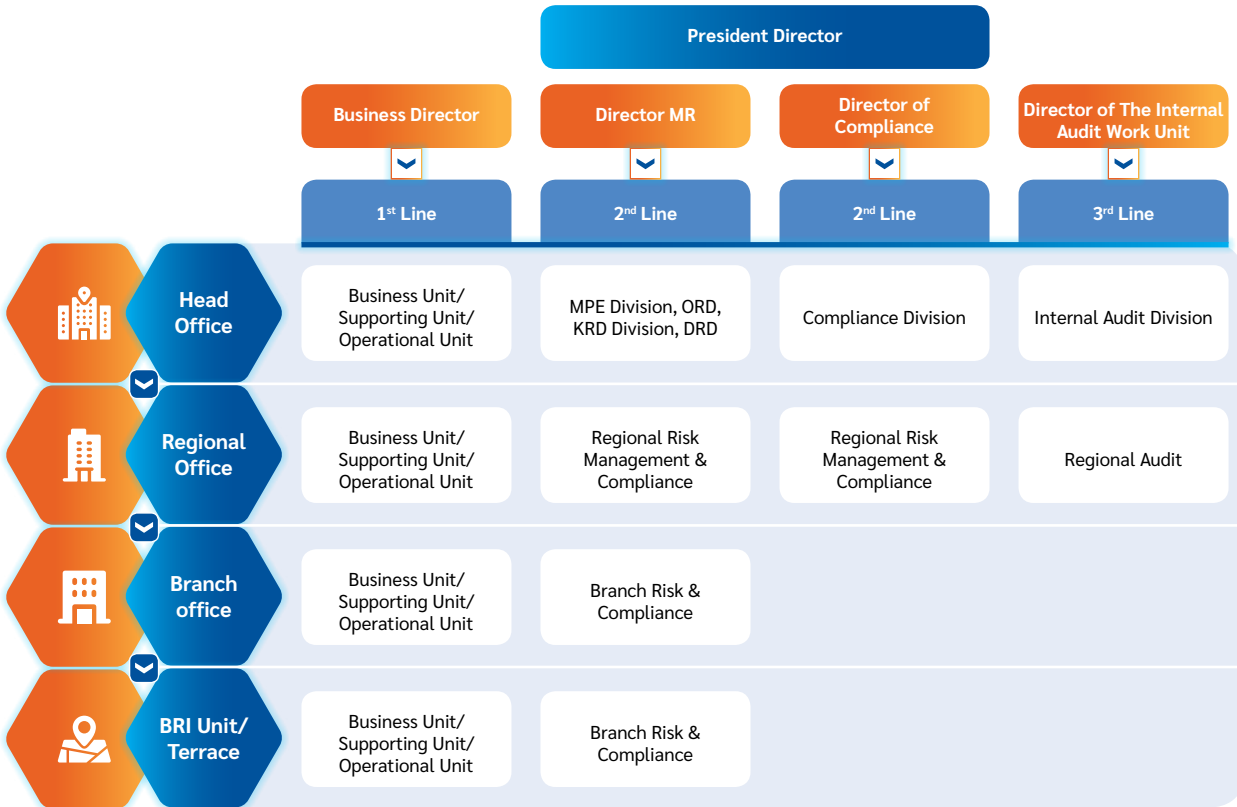 President Director
Business Director
Director MR
Director of
Compliance
Director of The Internal
Audit Work Unit
1st Line
2nd Line
2nd Line
3rd Line
Head
Office
Business Unit/
Supporting Unit/
Operational Unit
MPE Division, ORD,
KRD Division, DRD
Compliance Division
Internal Audit Division
Regional
Office
Business Unit/
Supporting Unit/
Operational Unit
Regional Risk
Management &
Compliance
Regional Risk
Management &
Compliance
Regional Audit
Branch
office
Business Unit/
Supporting Unit/
Operational Unit
Branch Risk &
Compliance
BRI Unit/
Terrace
Business Unit/
Supporting Unit/
Operational Unit
Branch Risk &
Compliance